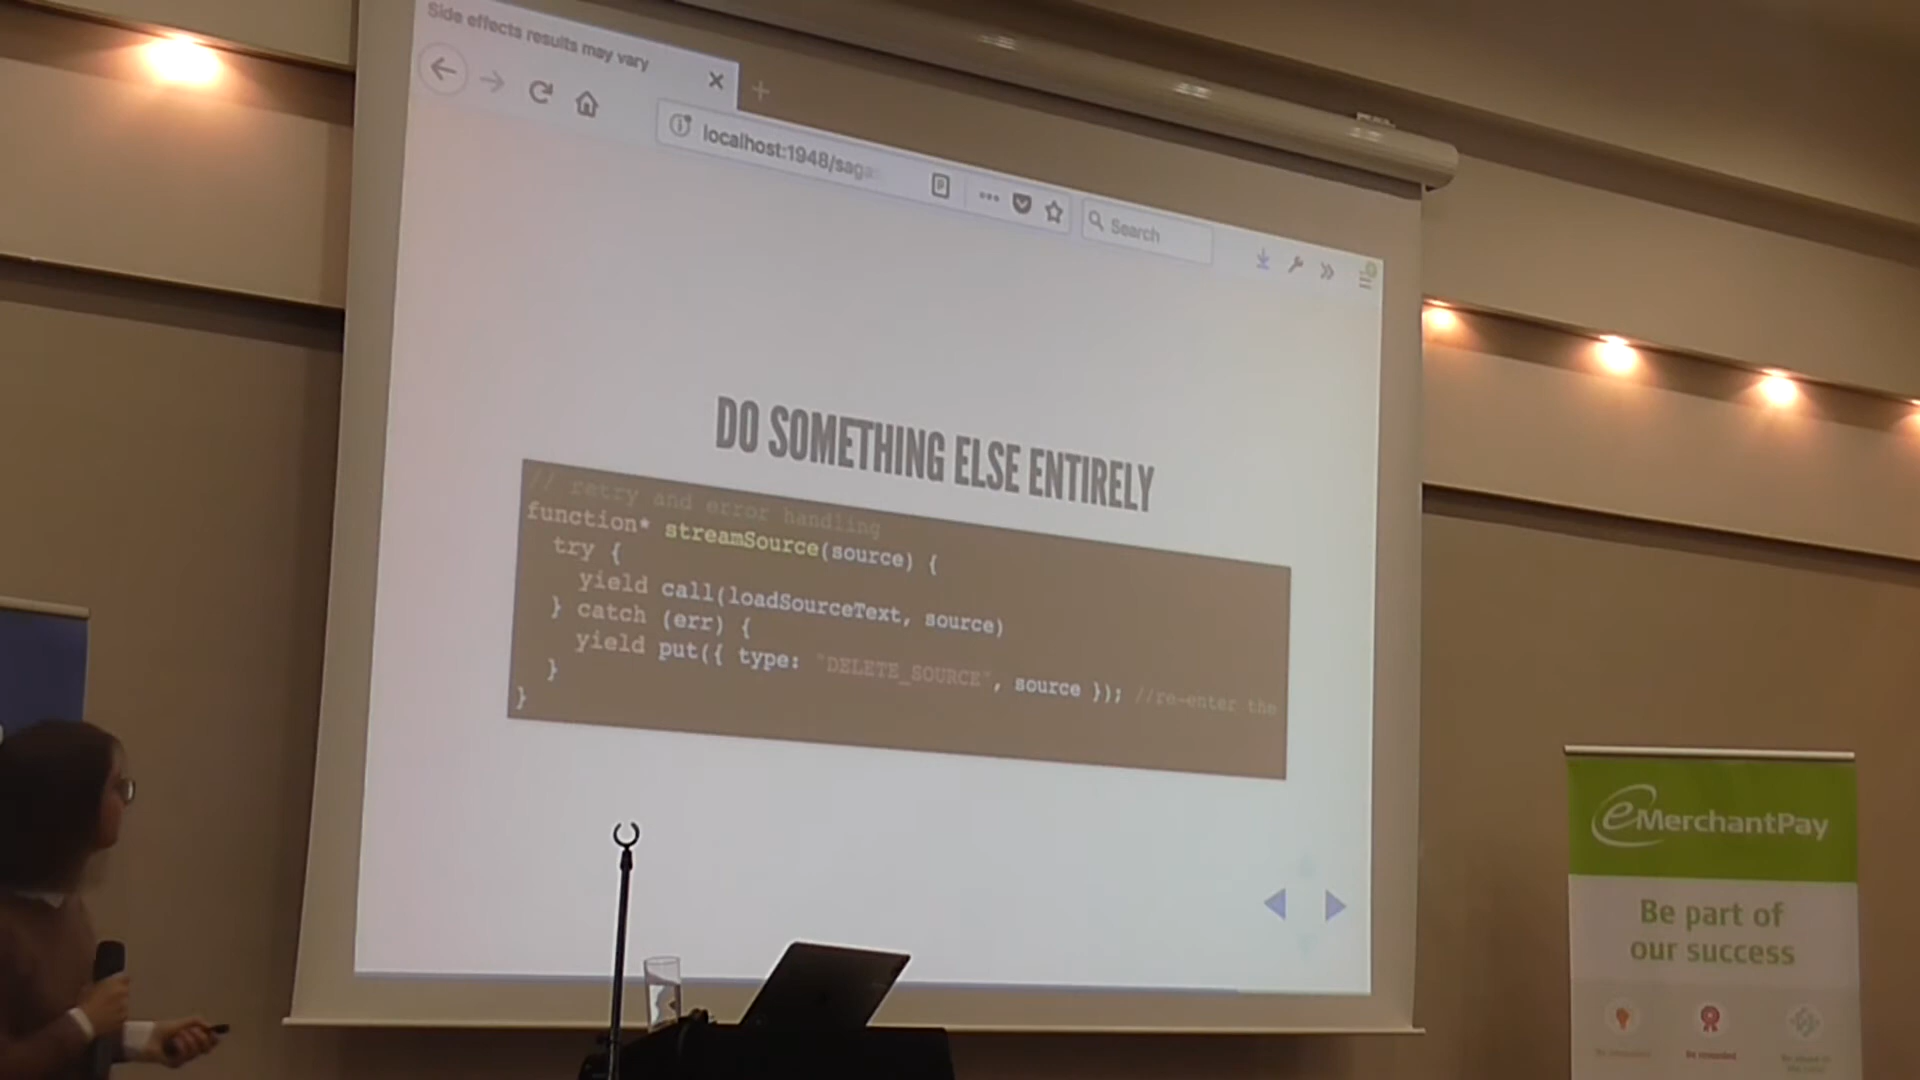 Side effects results may vary
localhost:1948/saga
Search
DO SOMETHING ELSE ENTIRELY
// retry and error handling
function* streamSource(source) {
try {
yield call(loadSourceText, source)
} catch (err) {
yield put({ type: "DELETE_SOURCE", source }); //re-enter the
}
}
eMerchantPay
Be part of
our success
Be rewarded